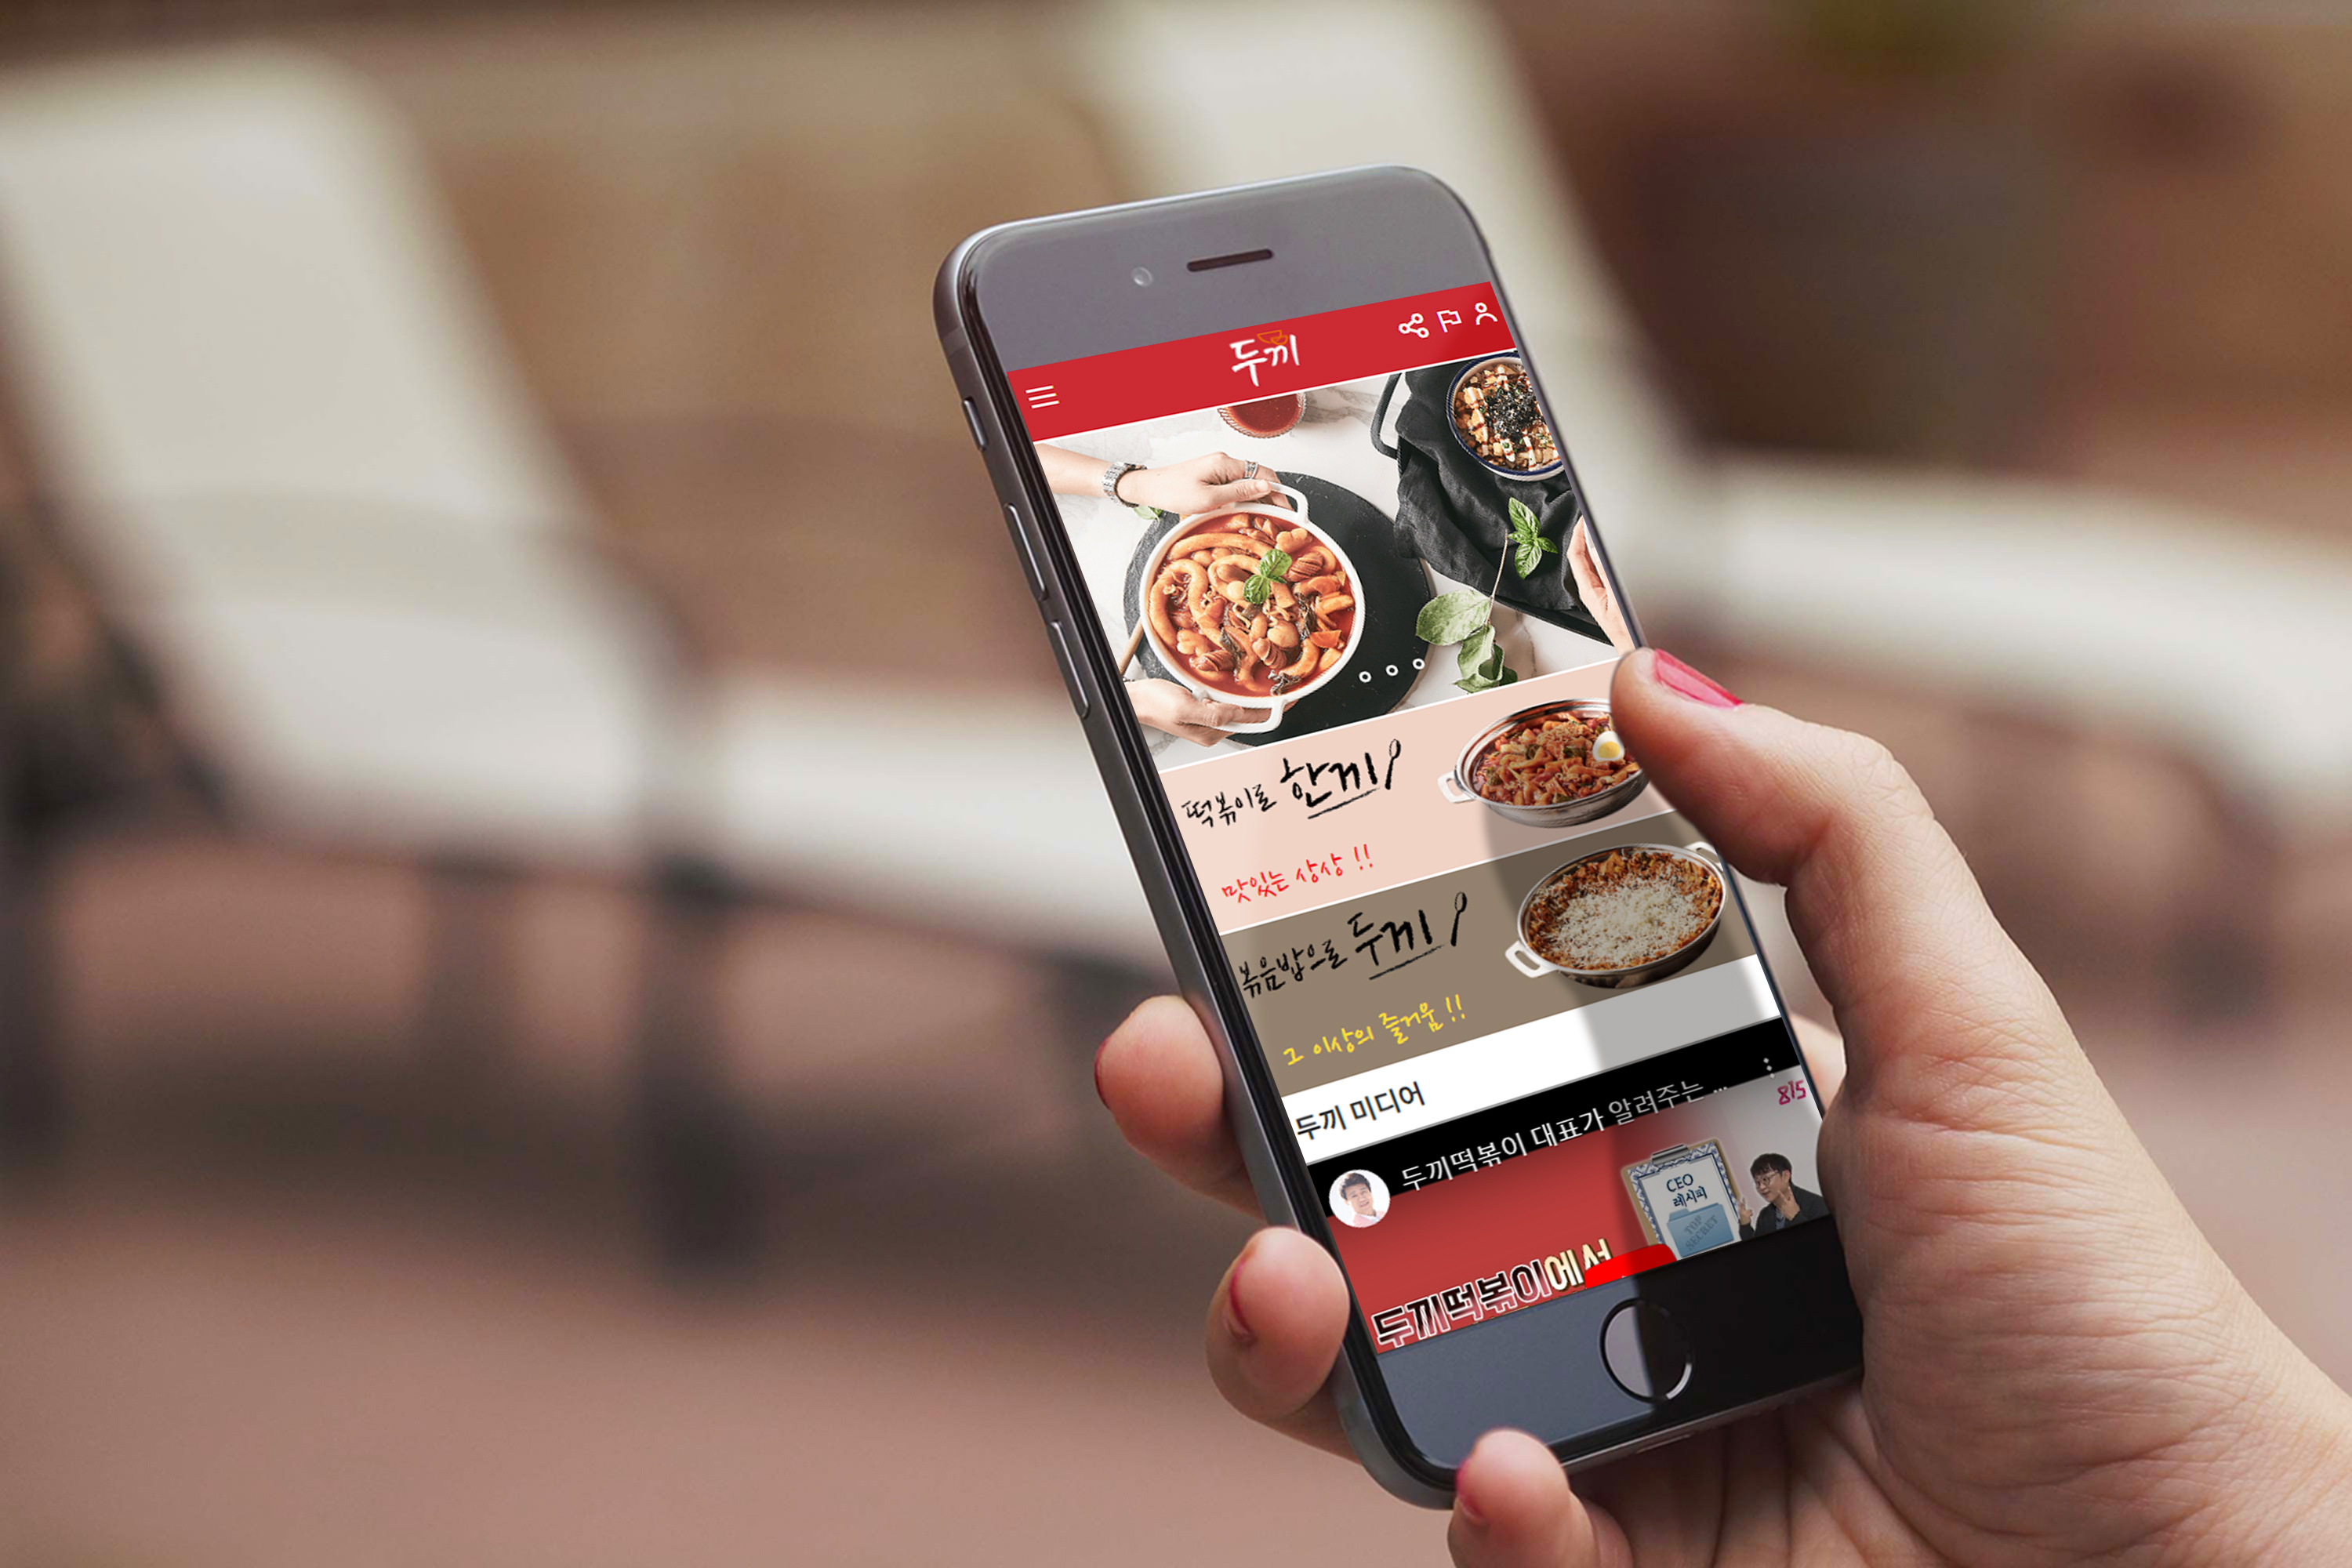 두끼
떡볶이로 한끼
맛있는 상상 !!
볶음밥으로 두끼
그 이상의 즐거움 !!
두끼 미디어
두끼떡볶이 대표가 알려주는 ...
CEO
레시피
TOP
SECRET
두끼떡볶이에서